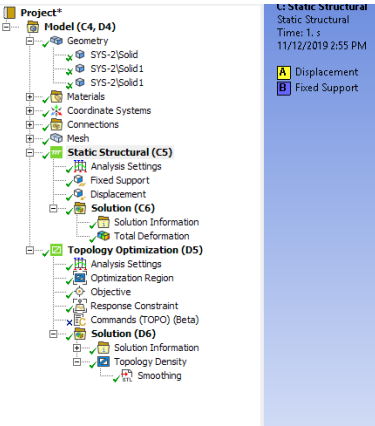 Project*
Model (C4, D4)
Geometry
SYS-2\Solid
SYS-2\Solid1
SYS-2\Solid1
Materials
Coordinate Systems
Connections
Mesh
Static Structural (C5)
Analysis Settings
Fixed Support
Displacement
Solution (C6)
Solution Information
Total Deformation
Topology Optimization (D5)
Analysis Settings
Optimization Region
Objective
Response Constraint
Commands (TOPO) (Beta)
Solution (D6)
Solution Information
Topology Density
Smoothing
C: Static Structural
Static Structural
Time: 1. s
11/12/2019 2:55 PM
A Displacement
B Fixed Support